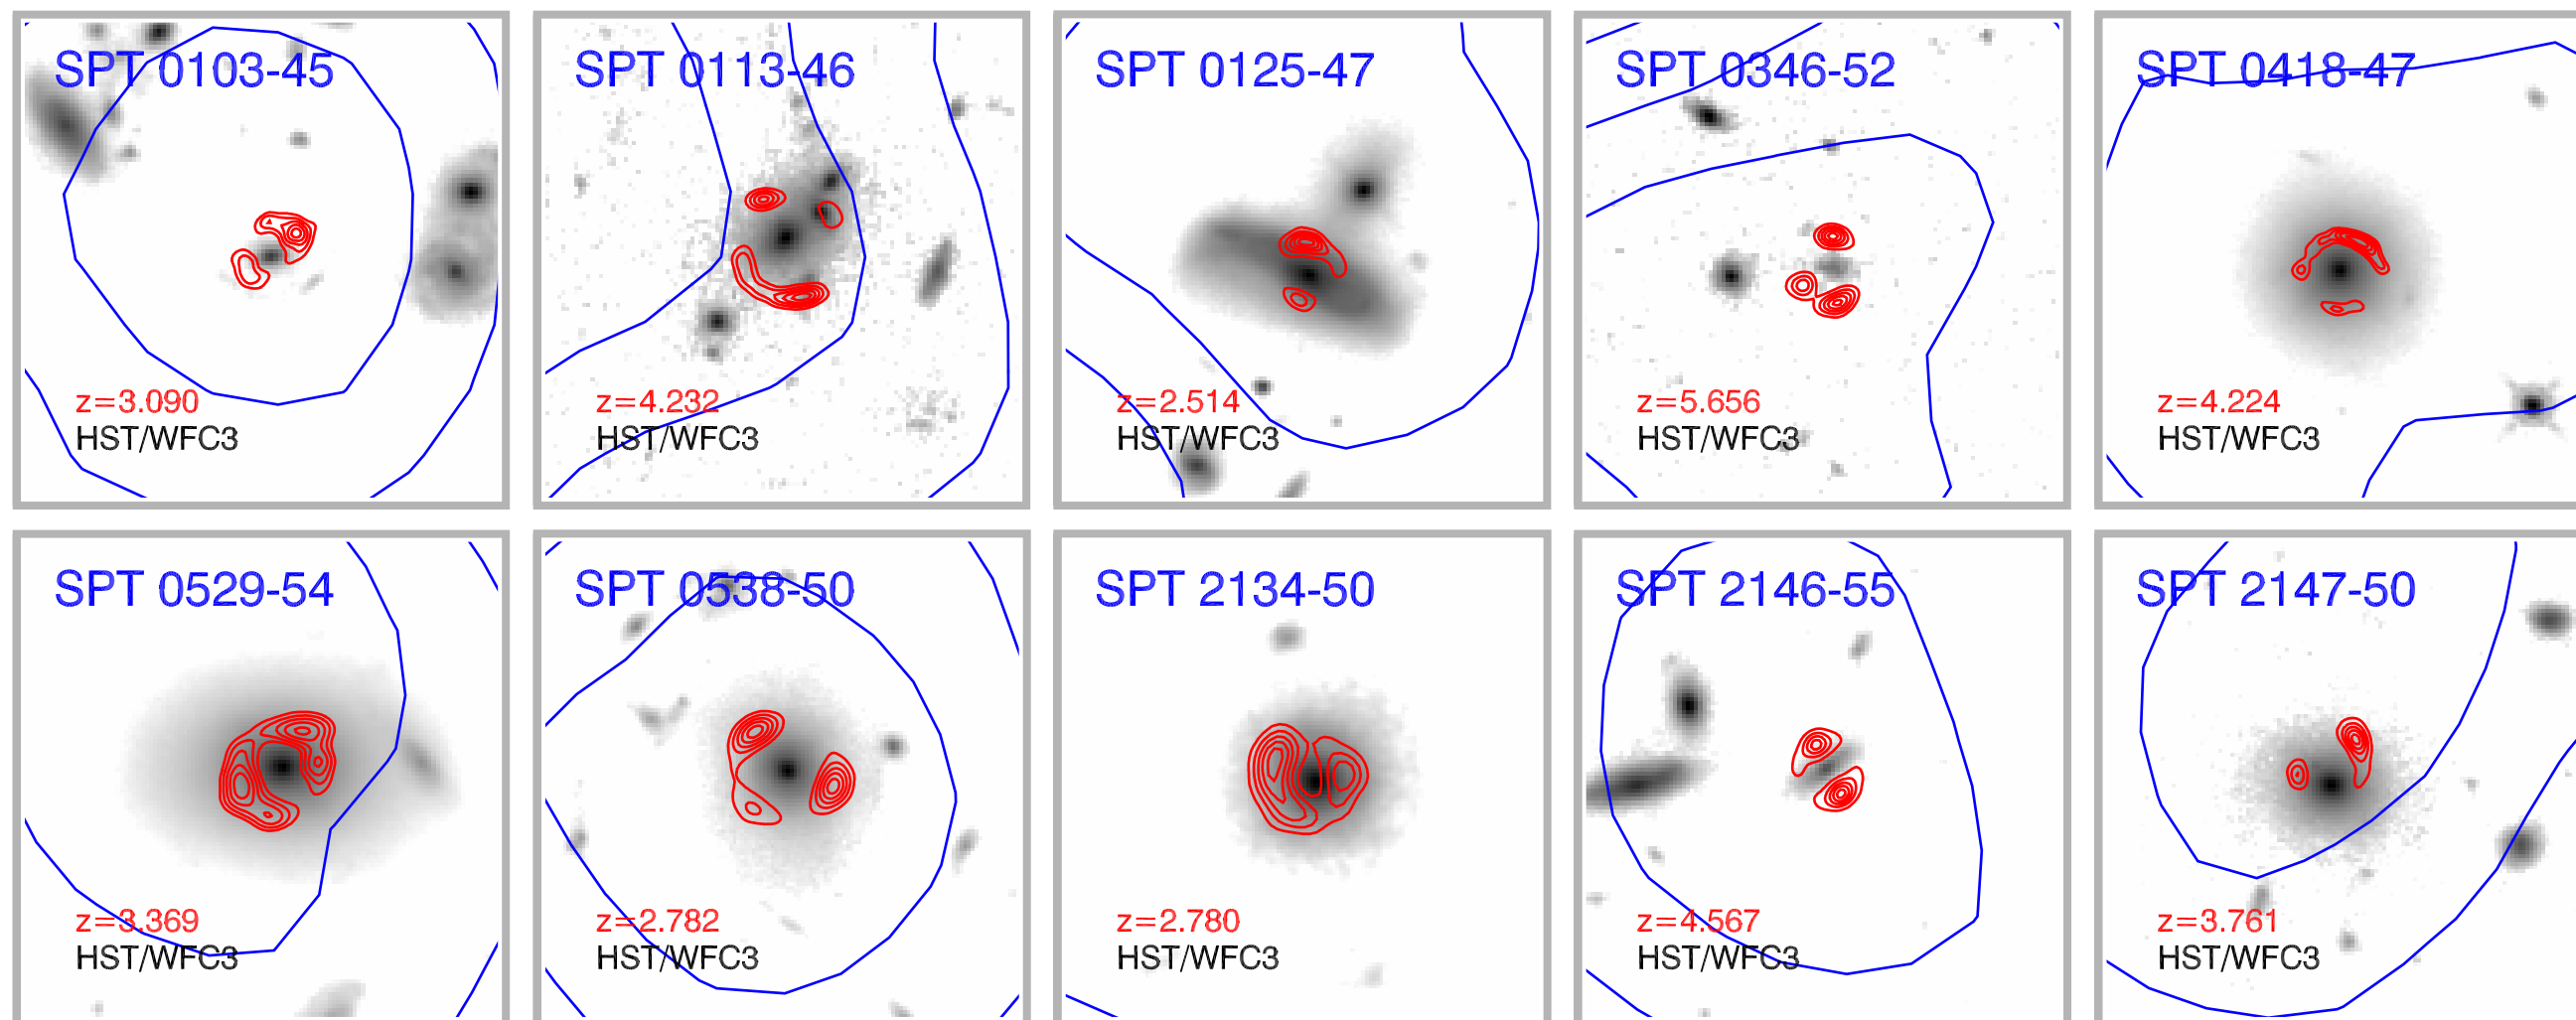 SPT 0103-45
z=3.090
HST/WFC3
SPT 0113-46
z=4.232
HST/WFC3
SPT 0125-47
z=2.514
HST/WFC3
SPT 0346-52
z=5.656
HST/WFC3
SPT 0418-47
z=4.224
HST/WFC3
SPT 0529-54
z=3.369
HST/WFC3
SPT 0538-50
z=2.782
HST/WFC3
SPT 2134-50
z=2.780
HST/WFC3
SPT 2146-55
z=4.567
HST/WFC3
SPT 2147-50
z=3.761
HST/WFC3